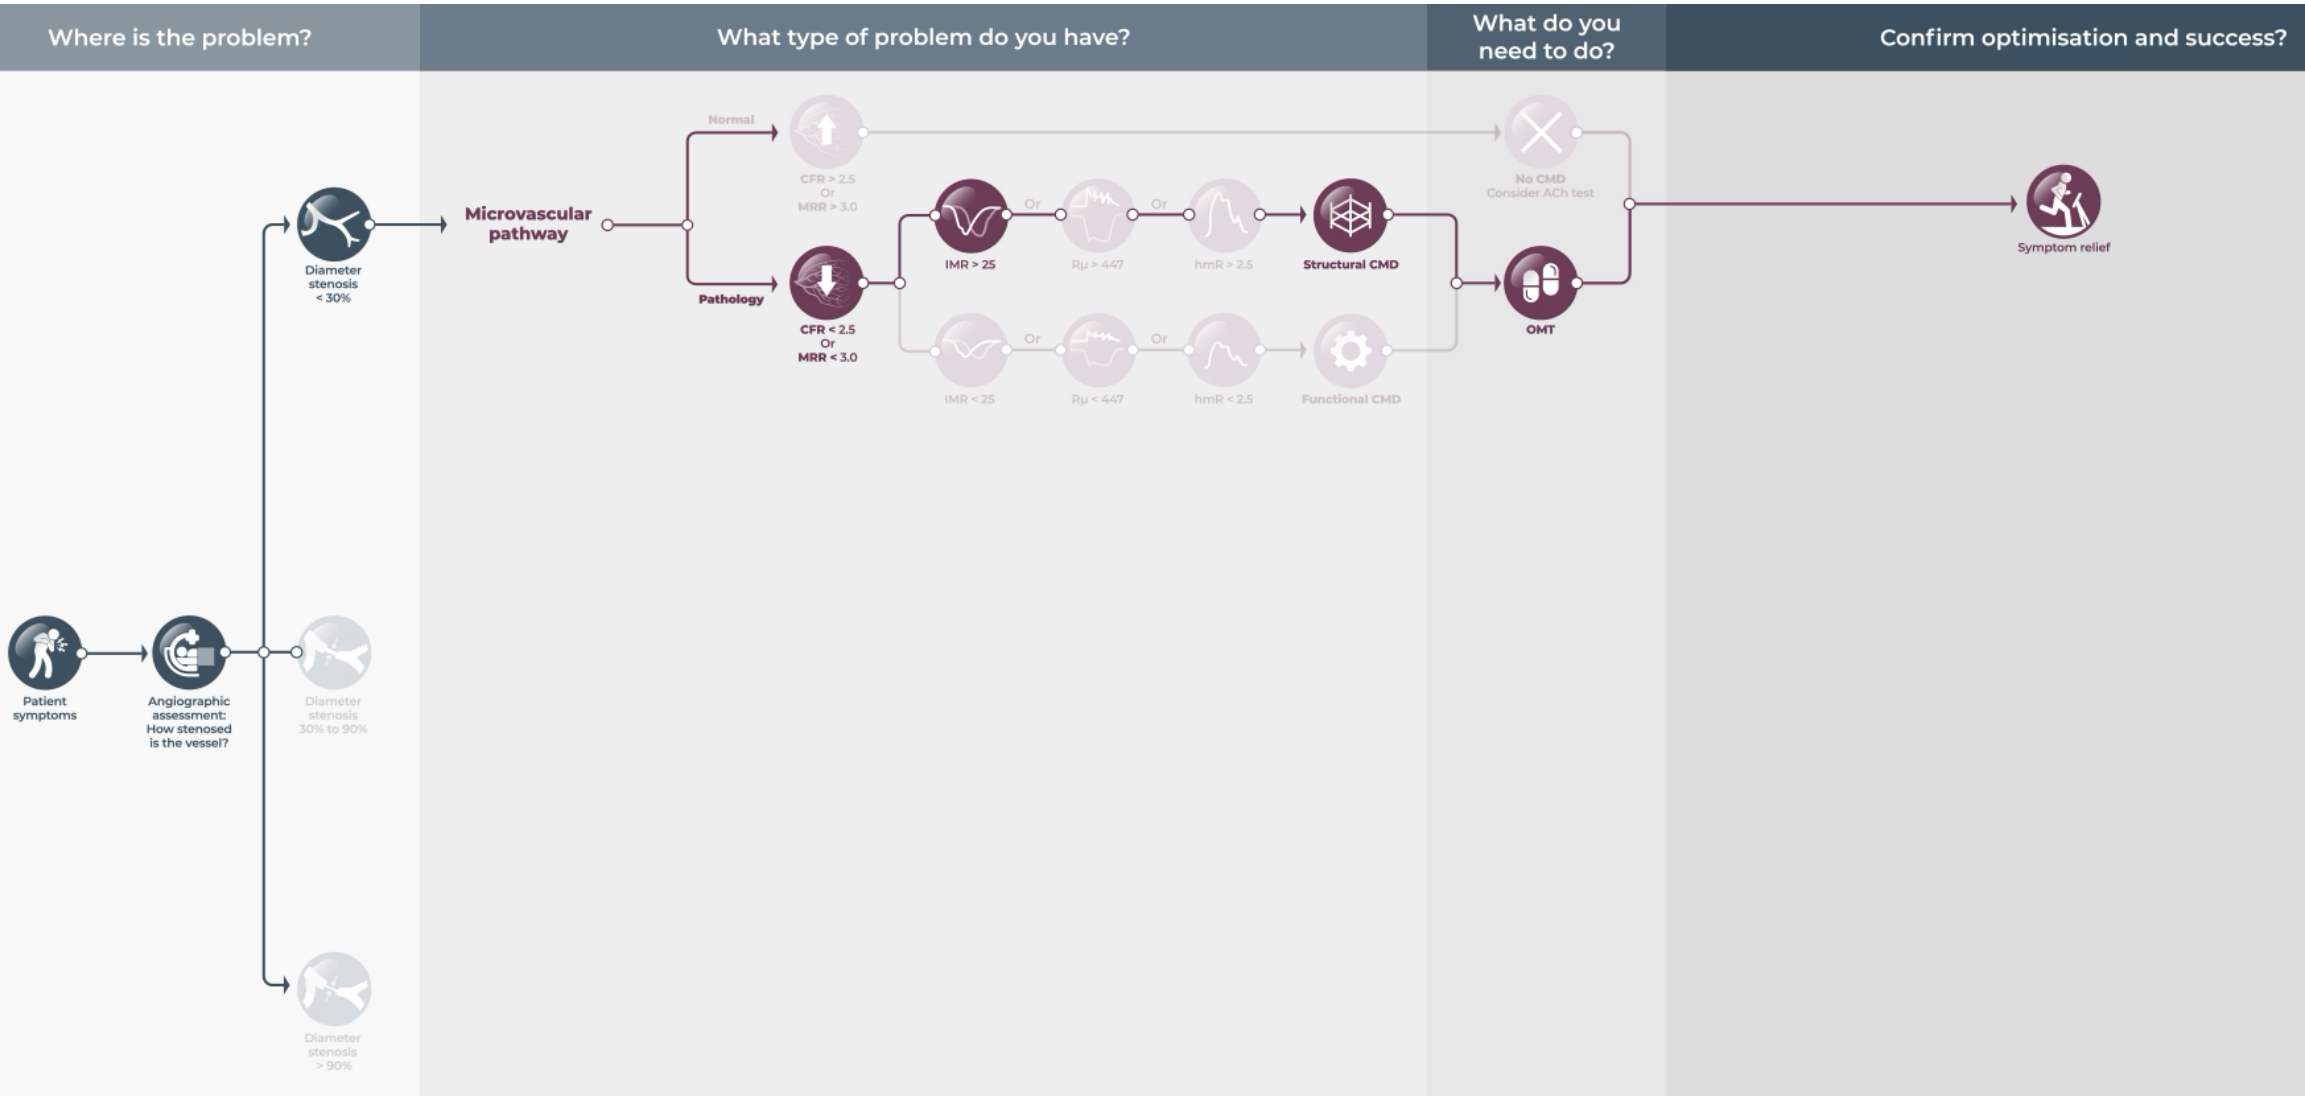 Where is the problem?
What type of problem do you have?
What do you
need to do?
Confirm optimisation and success?
Patient
symptoms
Angiographic
assessment:
How stenosed
is the vessel?
Diameter
stenosis
< 30%
Diameter
stenosis
30% to 90%
Diameter
stenosis
> 90%
Microvascular
pathway
Normal
CFR > 2.5
Or
MRR > 3.0
Pathology
CFR < 2.5
Or
MRR < 3.0
IMR > 25
Or
Rμ > 447
Or
hmR > 2.5
Structural CMD
IMR < 25
Or
Rμ < 447
Or
hmR < 2.5
Functional CMD
No CMD
Consider ACh test
OMT
Symptom relief